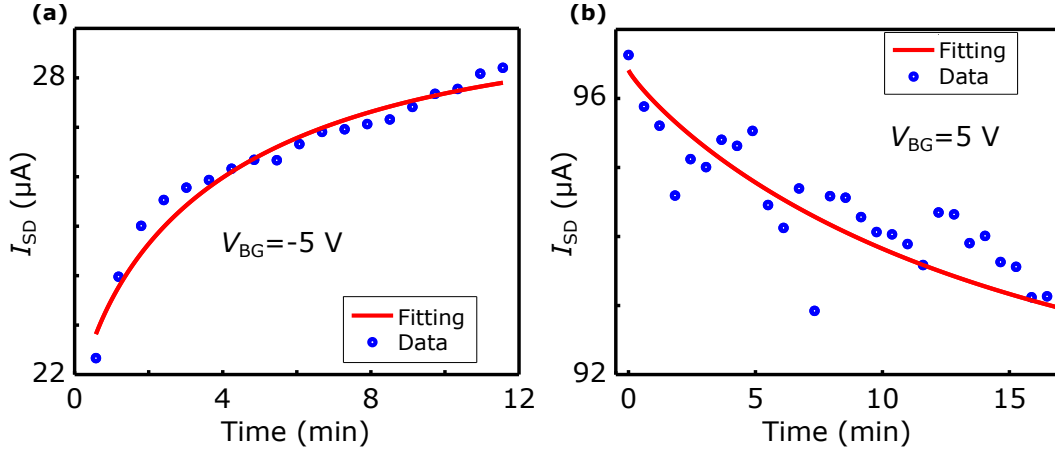 (a)
28
22
I_SD (μA)
V_BG=-5 V
Fitting
Data
0
4
8
12
Time (min)
(b)
96
92
I_SD (μA)
Fitting
Data
V_BG=5 V
0
5
10
15
Time (min)